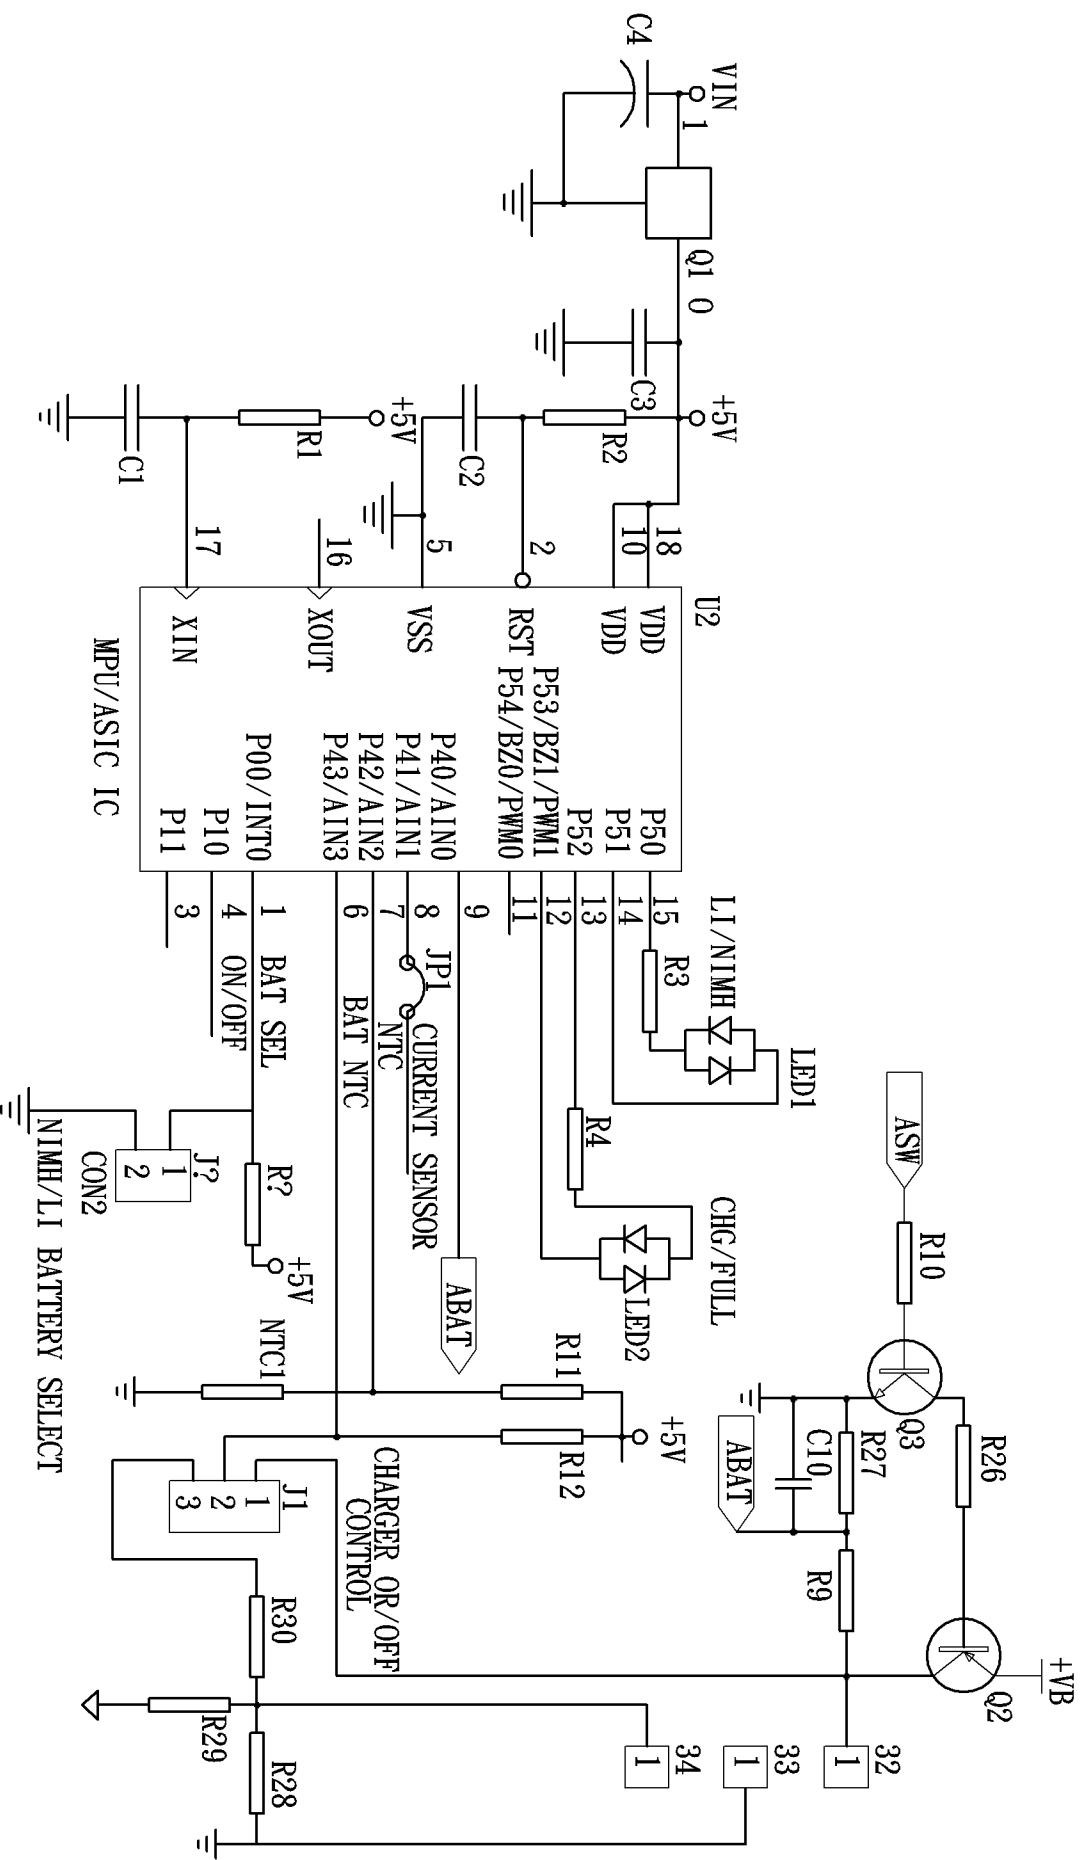 C4
VIN
1
Q1
0
C3
+5V
R2
C2
+5V
R1
C1
18
10
2
5
16
17
U2
VDD
VDD
RST
VSS
XOUT
XIN
P50
P51
P52
P53/BZ1/PWM1
P54/BZ0/PWM0
P40/AIN0
P41/AIN1
P42/AIN2
P43/AIN3
P00/INT0
P10
P11
MPU/ASIC IC
15
14
13
12
11
9
8
7
6
1
4
3
LI/NIMH
R3
LED1
R4
CHG/FULL
LED2
JP1
CURRENT SENSOR
NTC
BAT NTC
BAT SEL
ON/OFF
ABAT
R?
+5V
J?
1
2
CON2
NIMH/LI BATTERY SELECT
NTC1
R11
R12
+5V
J1
1
2
3
CHARGER OR/OFF
CONTROL
R30
R29
R28
ASW
R10
Q3
R26
R27
C10
ABAT
R9
Q2
+VB
32
1
33
1
34
1